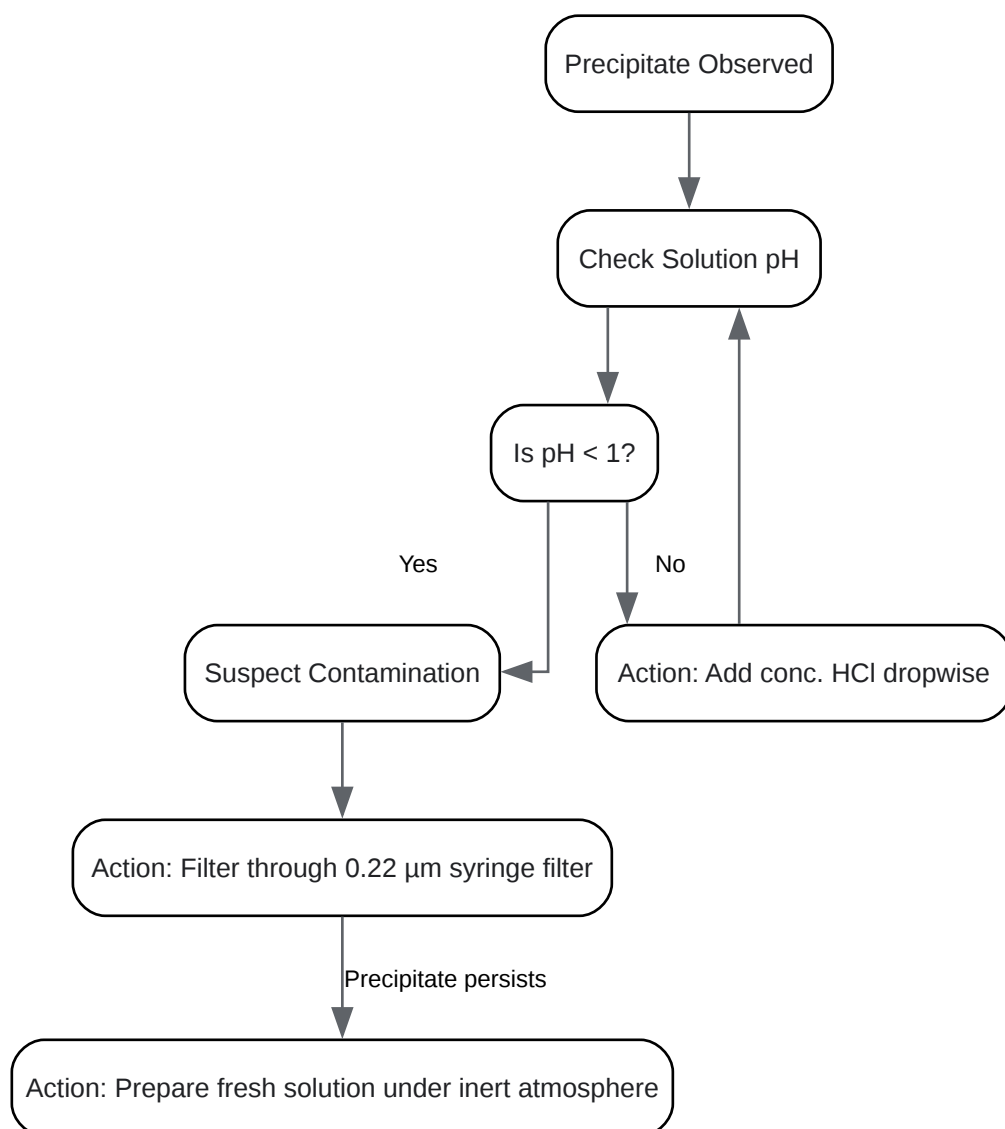 Precipitate Observed
Check Solution pH
Is pH < 1?
Yes
No
Suspect Contamination
Action: Add conc. HCl dropwise
Action: Filter through 0.22 µm syringe filter
Precipitate persists
Action: Prepare fresh solution under inert atmosphere